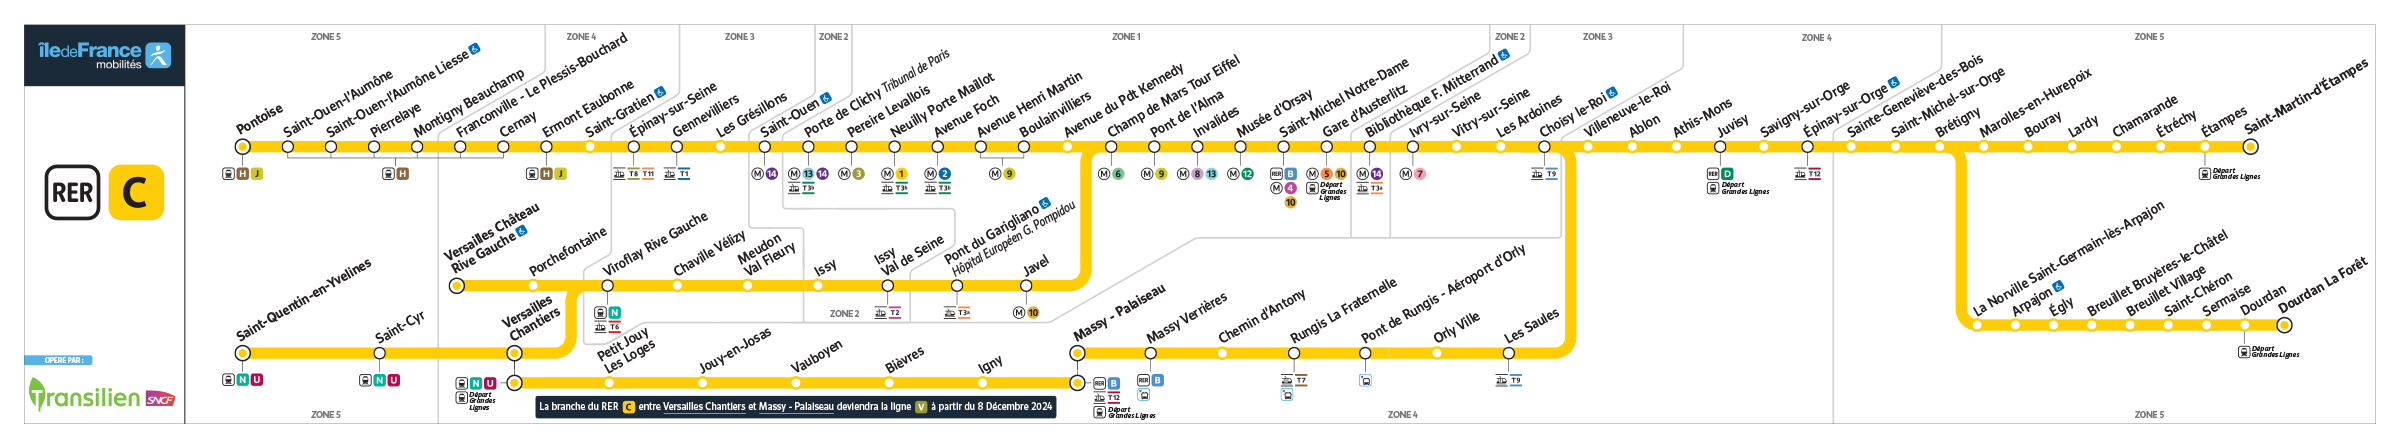 île de France
mobilités
RER C
OPÉRÉ PAR :
Transilien SNCF
ZONE 5
ZONE 4
ZONE 3
ZONE 2
ZONE 1
ZONE 2
ZONE 3
ZONE 4
ZONE 5
Pontoise
H J
Saint-Ouen-l'Aumône
Saint-Ouen-l'Aumône Liesse
Pierrelaye
H
Montigny Beauchamp
Franconville - Le Plessis-Bouchard
Cernay
Ermont Eaubonne
H J
Saint-Gratien
Épinay-sur-Seine
T8 T11
Gennevilliers
T1
Les Grésillons
Saint-Ouen
M 14
Porte de Clichy Tribunal de Paris
M 13 14
T3b
Pereire Levallois
M 3
Neuilly Porte Maillot
M 1
T3b
Avenue Foch
M 2
T3b
Avenue Henri Martin
Boulainvilliers
M 9
Avenue du Pdt Kennedy
Champ de Mars Tour Eiffel
M 6
Pont de l'Alma
M 9
Invalides
M 8 13
Musée d'Orsay
M 12
Saint-Michel Notre-Dame
RER B
M 4
10
Gare d'Austerlitz
M 5 10
Départ
Grandes
Lignes
Bibliothèque F. Mitterrand
M 14
T3a
Ivry-sur-Seine
M 7
Vitry-sur-Seine
Les Ardoines
Choisy le-Roi
T9
Villeneuve-le-Roi
Ablon
Athis-Mons
Juvisy
RER D
Départ
Grandes Lignes
Savigny-sur-Orge
Épinay-sur-Orge
T12
Sainte-Geneviève-des-Bois
Saint-Michel-sur-Orge
Brétigny
Marolles-en-Hurepoix
Bouray
Lardy
Chamarande
Étréchy
Étampes
Départ
Grandes Lignes
Saint-Martin-d'Étampes
Versailles Château
Rive Gauche
Porchefontaine
Viroflay Rive Gauche
N
T6
Chaville Vélizy
Meudon
Val Fleury
Issy
Issy
Val de Seine
T2
Pont du Garigliano
Hôpital Européen G. Pompidou
T3a
Javel
M 10
ZONE 2
Saint-Quentin-en-Yvelines
N U
Saint-Cyr
N U
Versailles
Chantiers
N U
Départ
Grandes
Lignes
Petit Jouy
Les Loges
Jouy-en-Josas
Vauboyen
Bièvres
Igny
Massy - Palaiseau
RER B
T12
Départ
Grandes Lignes
Massy Verrières
RER B
Chemin d'Antony
Rungis La Fraternelle
T7
Pont de Rungis - Aéroport d'Orly
Orly Ville
Les Saules
T9
La Norville Saint-Germain-lès-Arpajon
Arpajon
Égly
Breuillet Bruyères-le-Châtel
Breuillet Village
Saint-Chéron
Sermaise
Dourdan
Départ
Grandes Lignes
Dourdan La Forêt
La branche du RER C entre Versailles Chantiers et Massy - Palaiseau deviendra la ligne V à partir du 8 Décembre 2024
ZONE 5
ZONE 4
ZONE 5